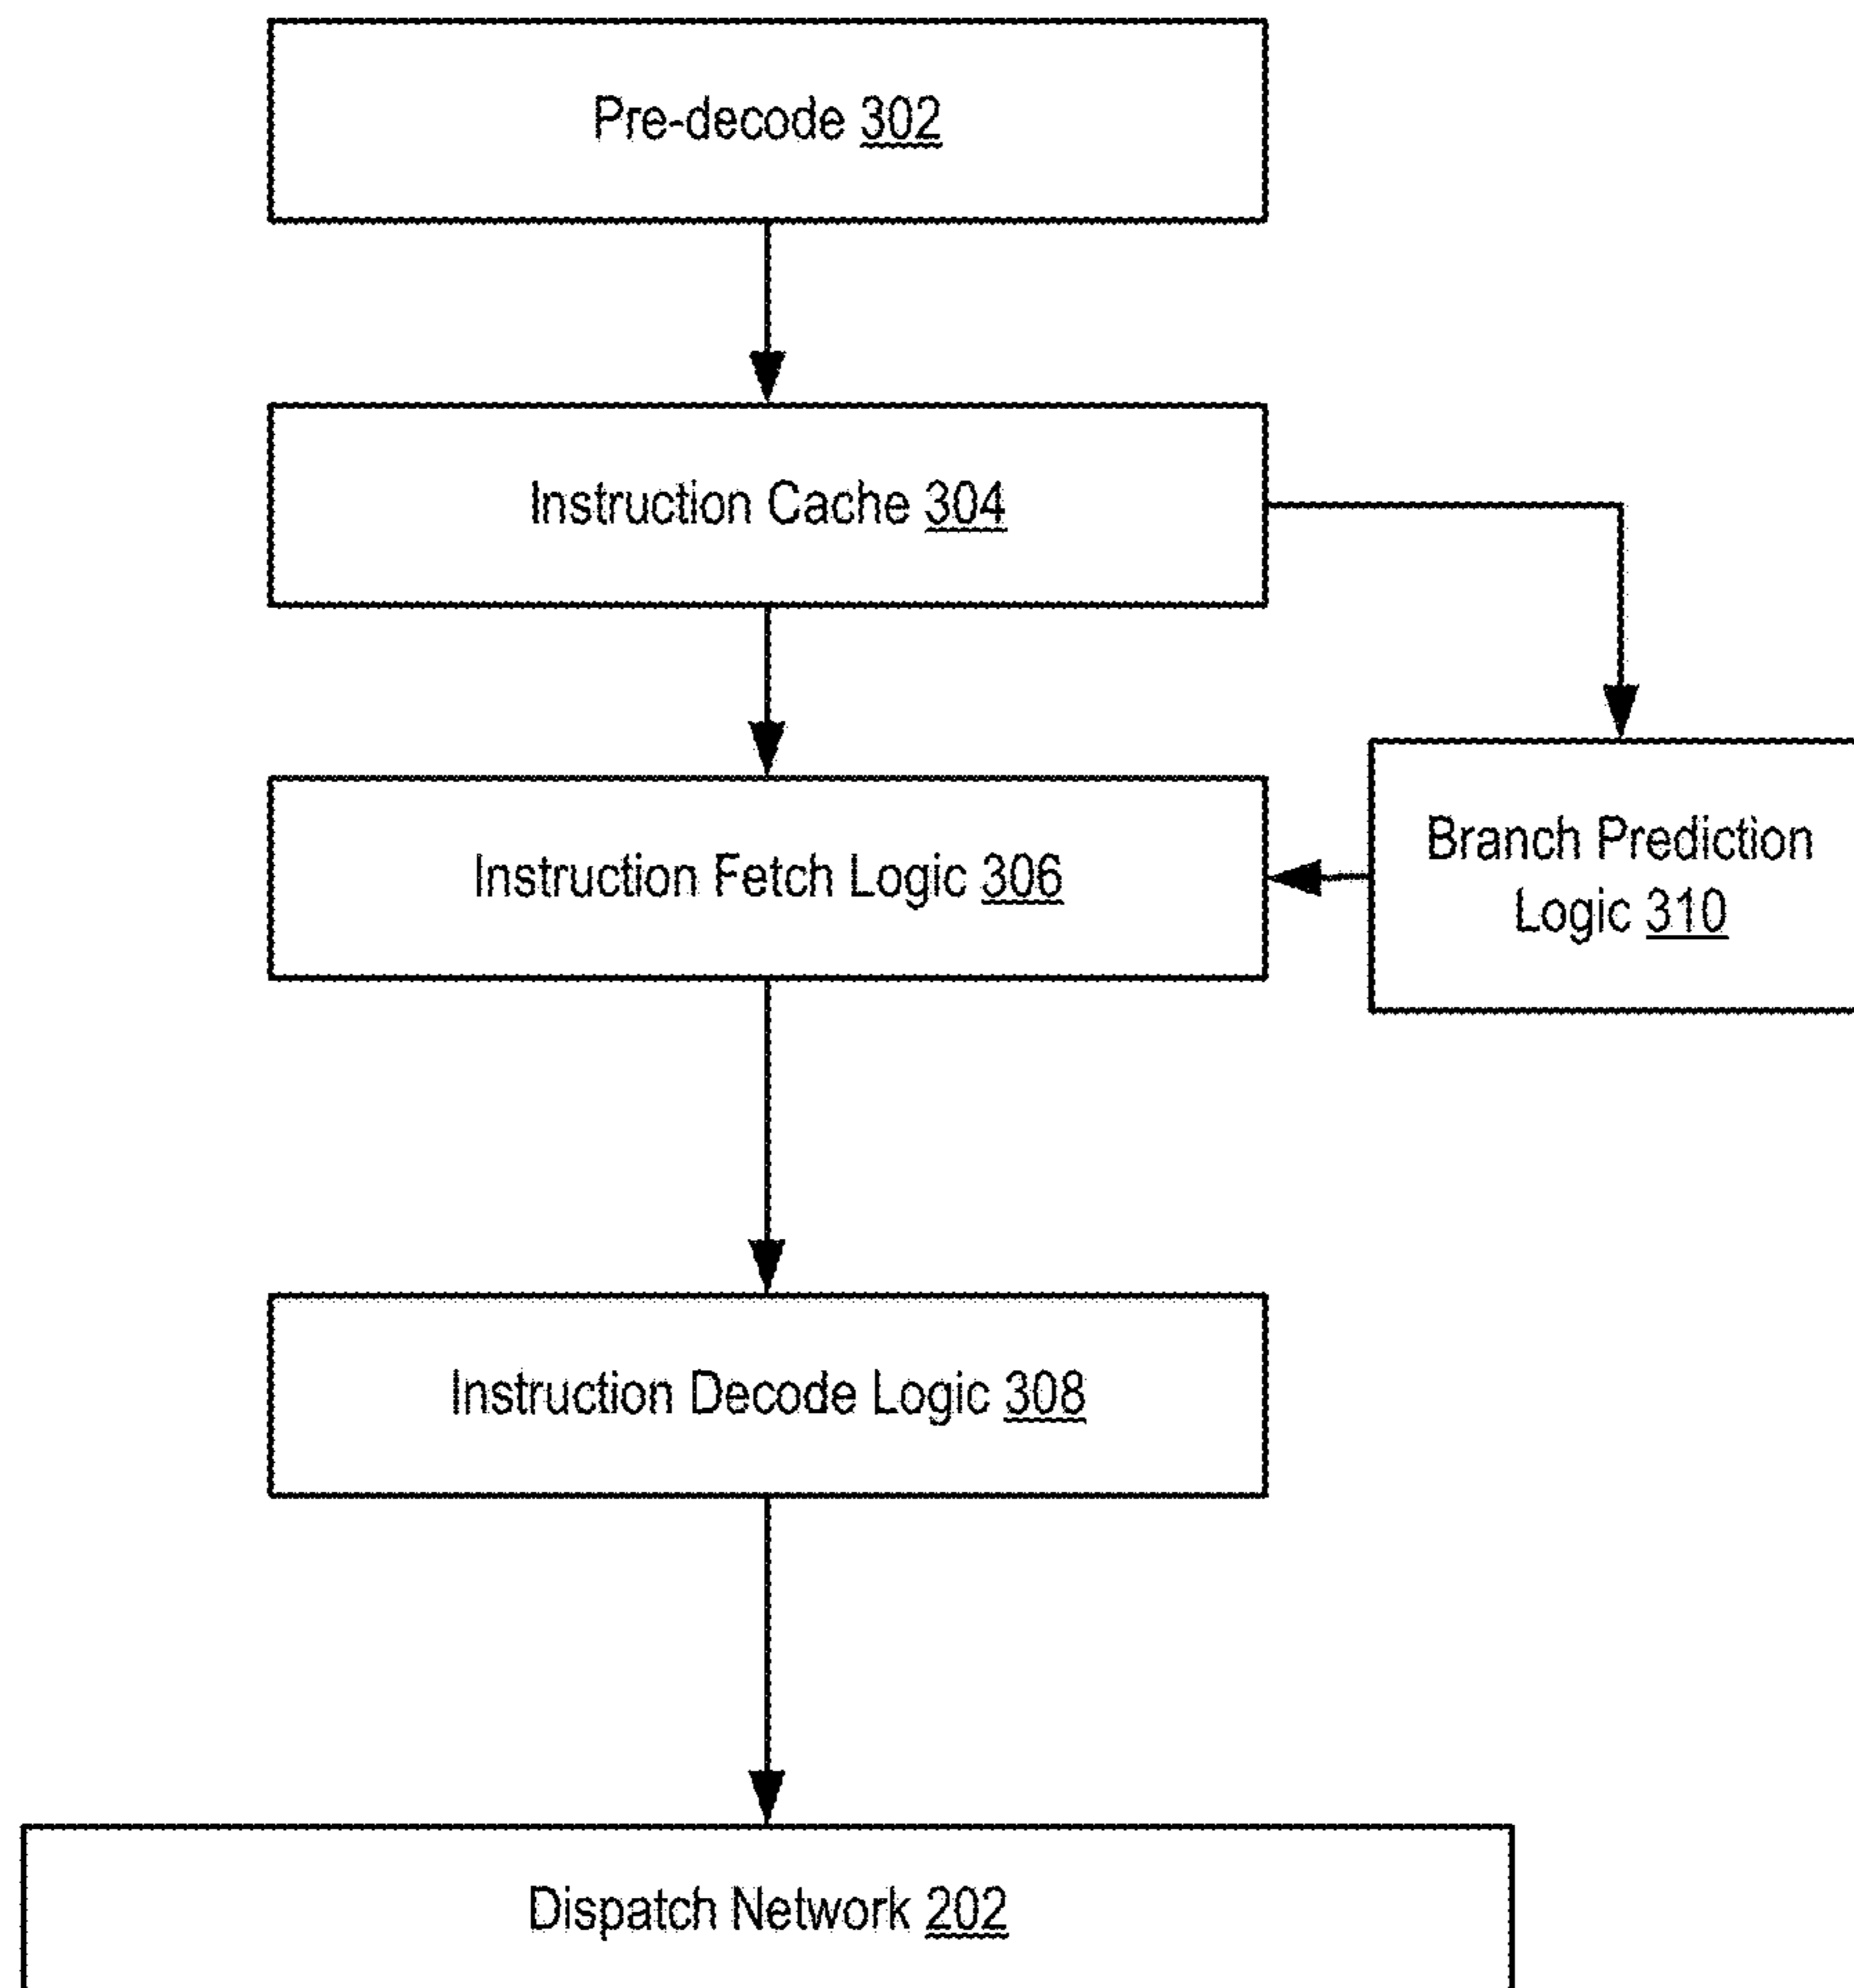 Pre-decode 302
Instruction Cache 304
Instruction Fetch Logic 306
Branch Prediction
Logic 310
Instruction Decode Logic 308
Dispatch Network 202